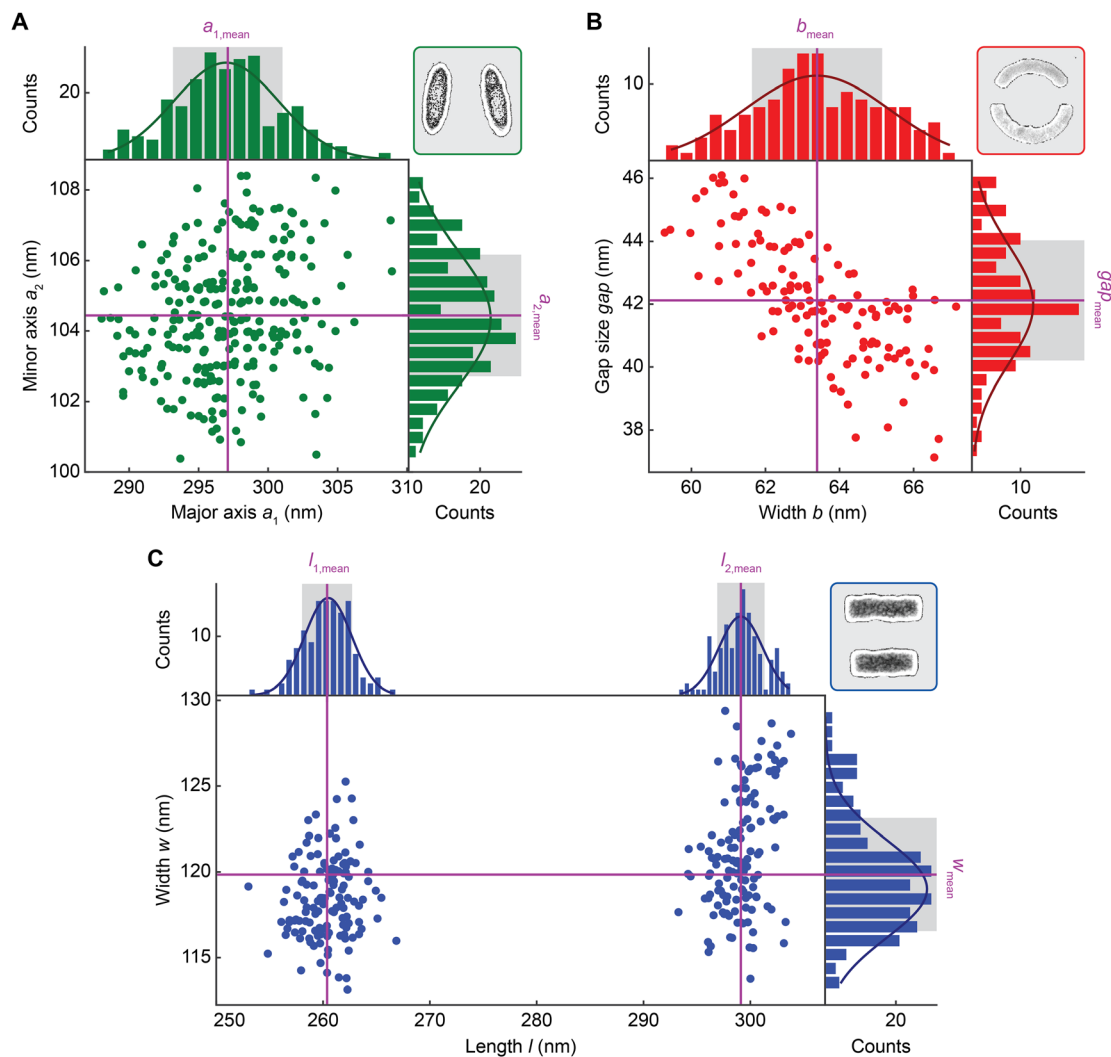 A
a1,mean
Counts
20
Minor axis a2 (nm)
108
106
104
102
100
a2,mean
290
295
300
305
310
20
Major axis a1 (nm)
Counts
B
bmean
Counts
10
Gap size gap (nm)
46
44
42
40
38
gapmean
60
62
64
66
10
Width b (nm)
Counts
C
l1,mean
l2,mean
Counts
10
Width w (nm)
130
125
120
115
wmean
250
260
270
280
290
300
20
Length l (nm)
Counts